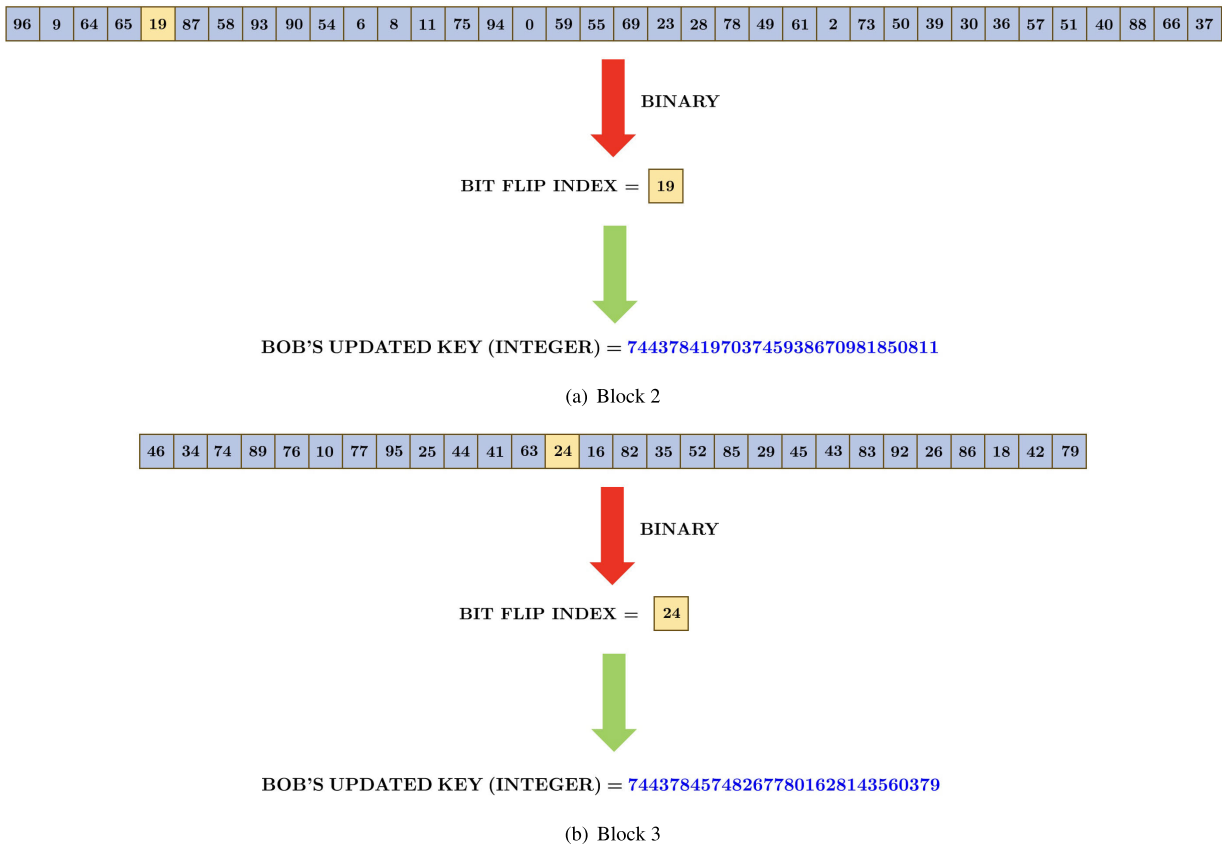 96 9 64 65 19 87 58 93 90 54 6 8 11 75 94 0 59 55 69 23 28 78 49 61 2 73 50 39 30 36 57 51 40 88 66 37
BINARY
BIT FLIP INDEX = 19
BOB'S UPDATED KEY (INTEGER) = 74437841970374593867098185081​1
(a) Block 2
46 34 74 89 76 10 77 95 25 44 41 63 24 16 82 35 52 85 29 45 43 83 92 26 86 18 42 79
BINARY
BIT FLIP INDEX = 24
BOB'S UPDATED KEY (INTEGER) = 744378457482677801628143560379
(b) Block 3